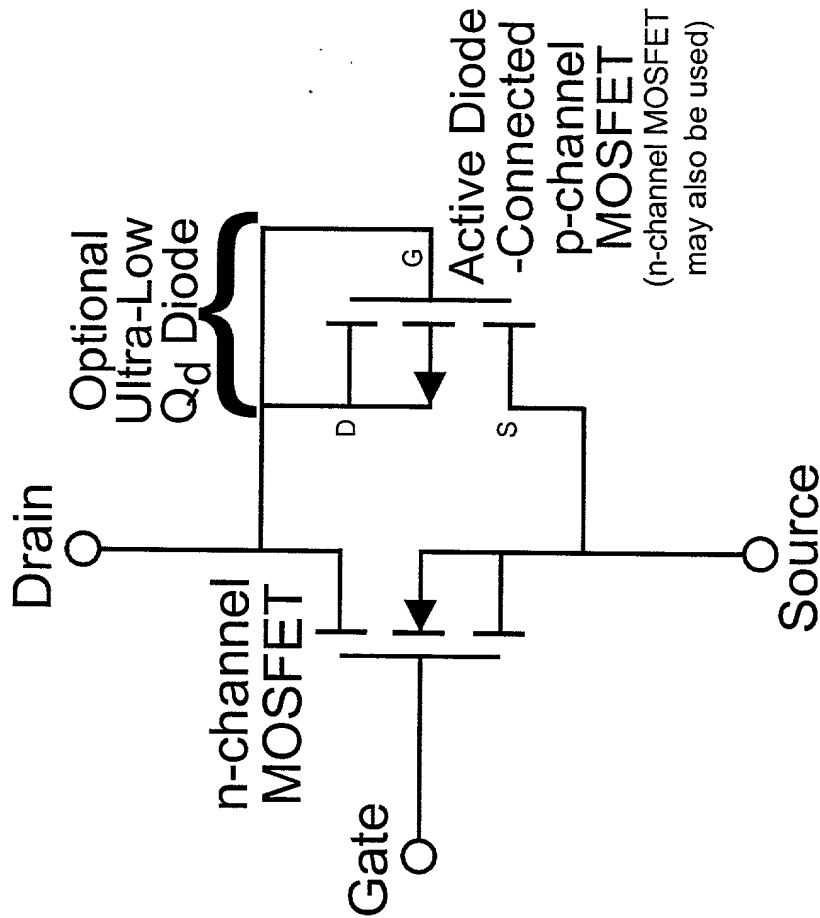 Drain
Optional
Ultra-Low
Qd Diode
n-channel
MOSFET
D
G
S
Gate
Active Diode
-Connected
p-channel
MOSFET
(n-channel MOSFET
may also be used)
Source